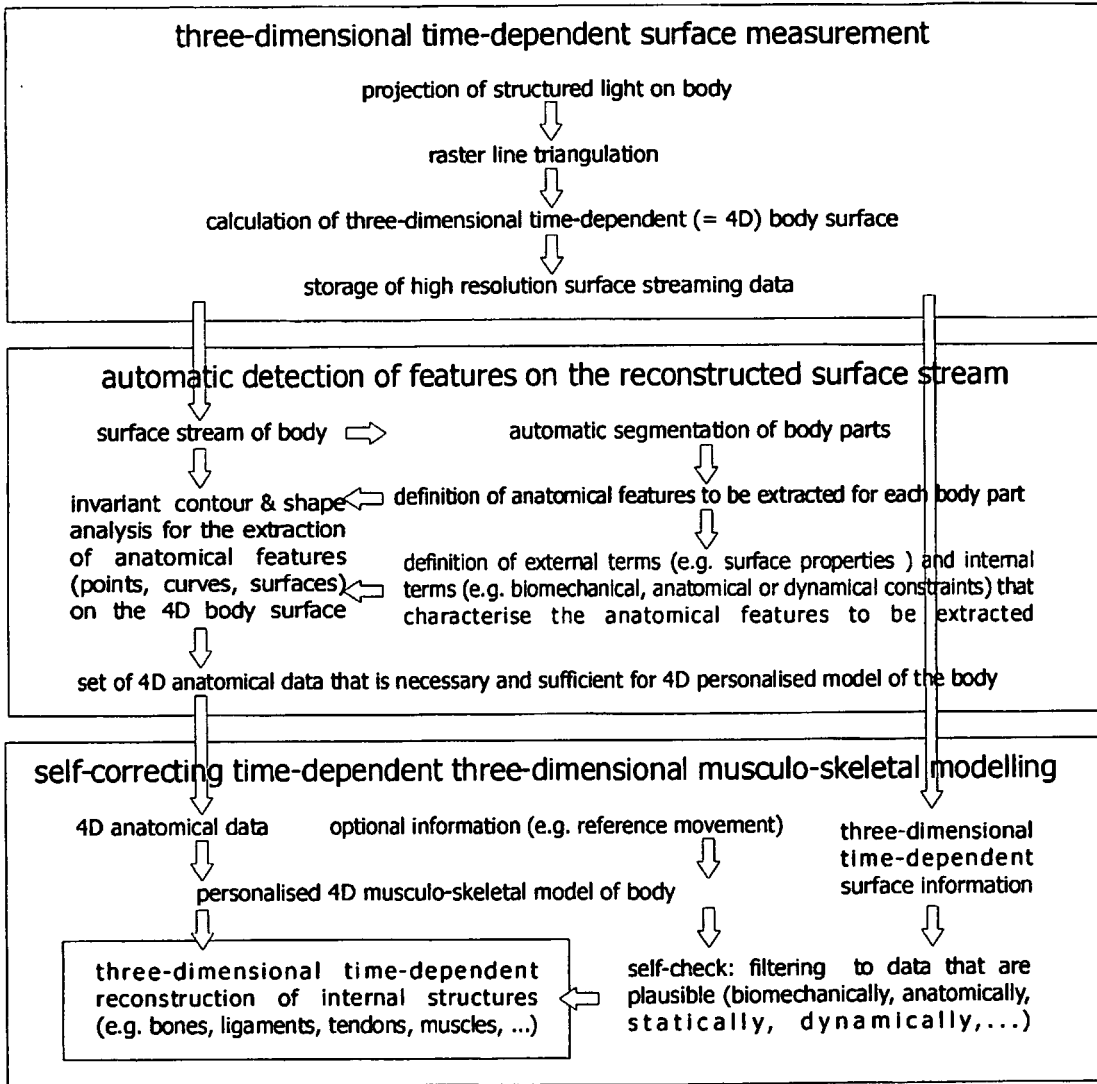 three-dimensional time-dependent surface measurement
projection of structured light on body
raster line triangulation
calculation of three-dimensional time-dependent (= 4D) body surface
storage of high resolution surface streaming data
automatic detection of features on the reconstructed surface stream
surface stream of body
automatic segmentation of body parts
invariant contour & shape
analysis for the extraction
of anatomical features
(points, curves, surfaces)
on the 4D body surface
definition of anatomical features to be extracted for each body part
definition of external terms (e.g. surface properties ) and internal
terms (e.g. biomechanical, anatomical or dynamical constraints) that
characterise the anatomical features to be extracted
set of 4D anatomical data that is necessary and sufficient for 4D personalised model of the body
self-correcting time-dependent three-dimensional musculo-skeletal modelling
4D anatomical data
optional information (e.g. reference movement)
three-dimensional
time-dependent
surface information
personalised 4D musculo-skeletal model of body
three-dimensional time-dependent
reconstruction of internal structures
(e.g. bones, ligaments, tendons, muscles, ...)
self-check: filtering to data that are
plausible (biomechanically, anatomically,
statically, dynamically,...)